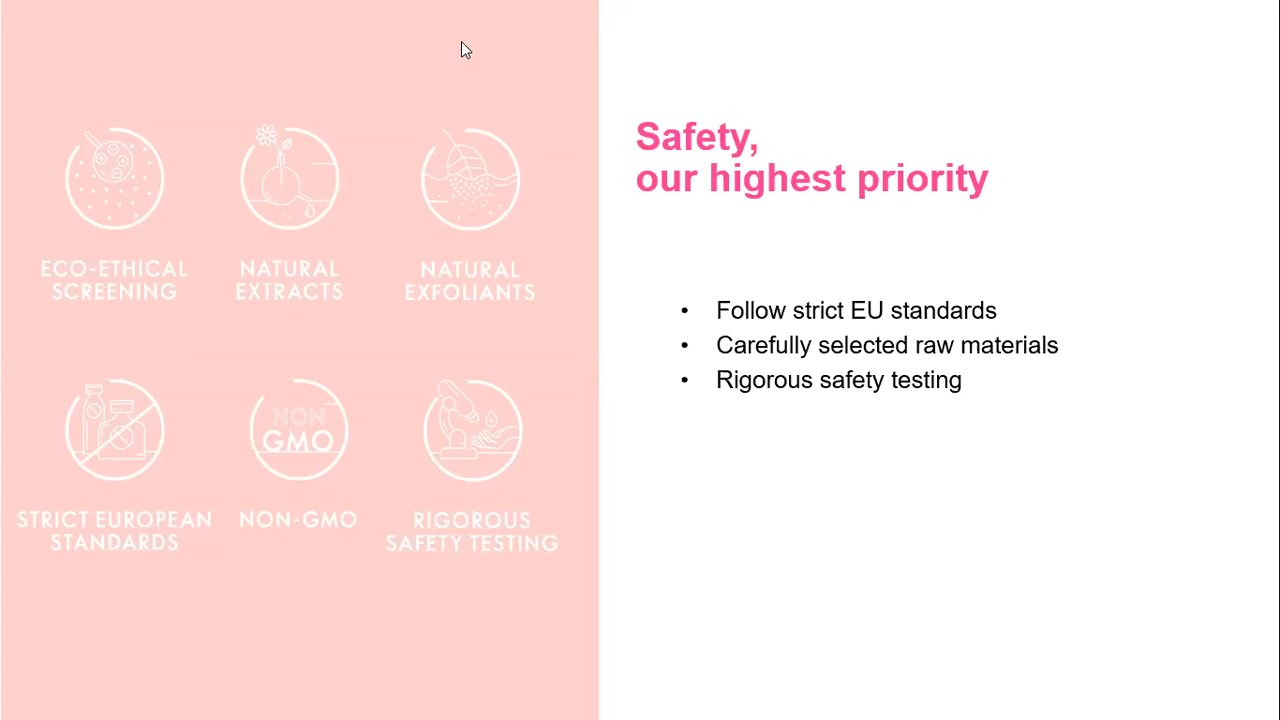 ECO-ETHICAL
SCREENING
NATURAL
EXTRACTS
NATURAL
EXFOLIANTS
NON
GMO
STRICT EUROPEAN
STANDARDS
NON-GMO
RIGOROUS
SAFETY TESTING
Safety,
our highest priority
• Follow strict EU standards
• Carefully selected raw materials
• Rigorous safety testing